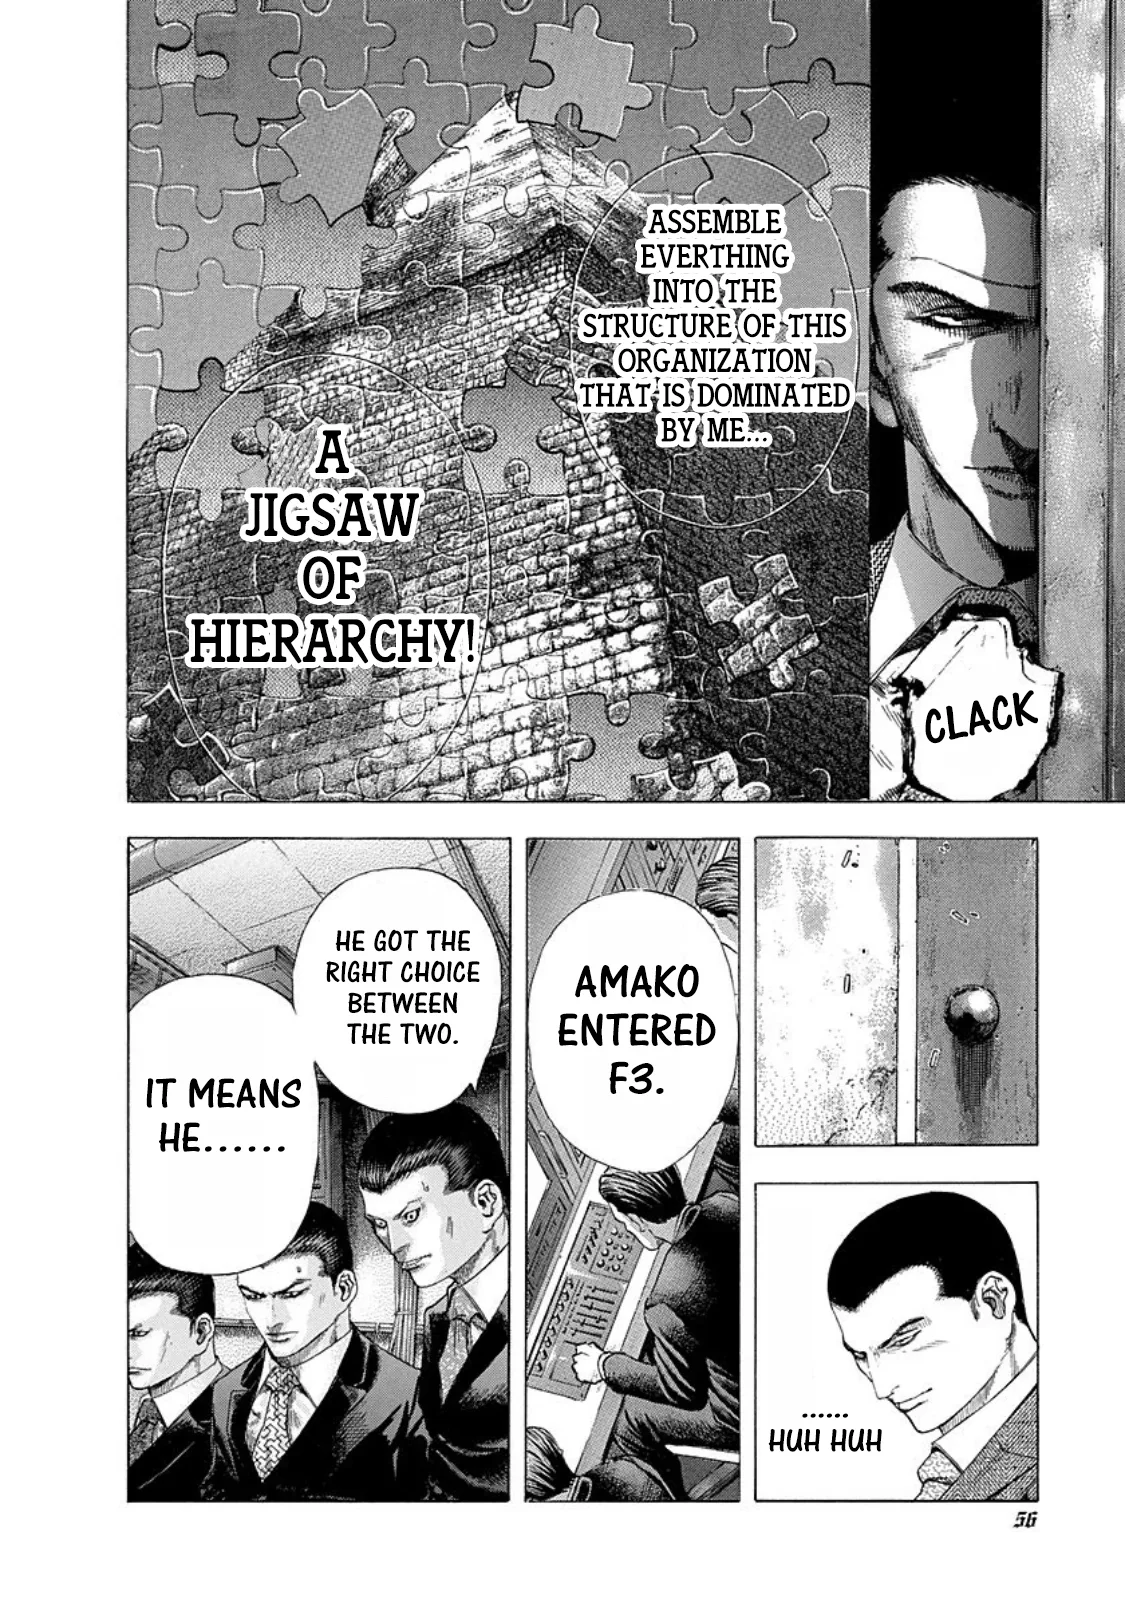 CLACK
ASSEMBLE
EVERTHING
INTO THE
STRUCTURE OF THIS
ORGANIZATION
THAT IS DOMINATED
BY ME...
A
JIGSAW
OF
HIERARCHY!
......
HUH HUH
AMAKO
ENTERED
F3.
HE GOT THE
RIGHT CHOICE
BETWEEN
THE TWO.
IT MEANS
HE......
56